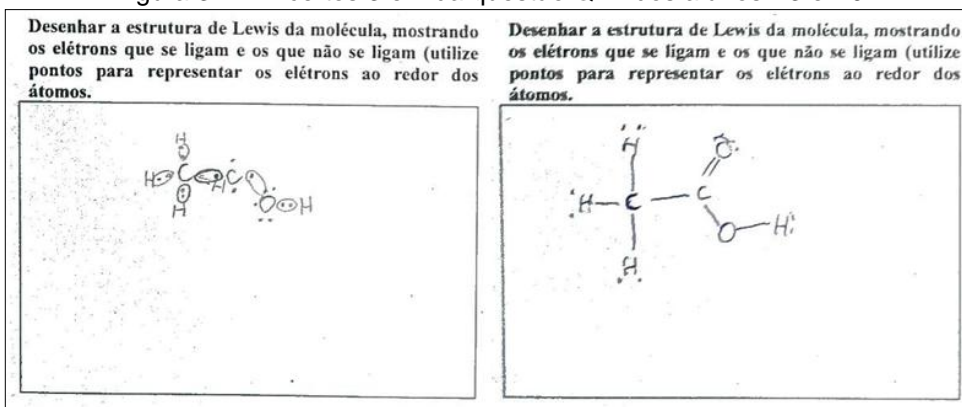 Desenhar a estrutura de Lewis da molécula, mostrando
os elétrons que se ligam e os que não se ligam (utilize
pontos para representar os elétrons ao redor dos
átomos.
H
H C C
H
H O H
Desenhar a estrutura de Lewis da molécula, mostrando
os elétrons que se ligam e os que não se ligam (utilize
pontos para representar os elétrons ao redor dos
átomos.
H O
H C C
O H
H